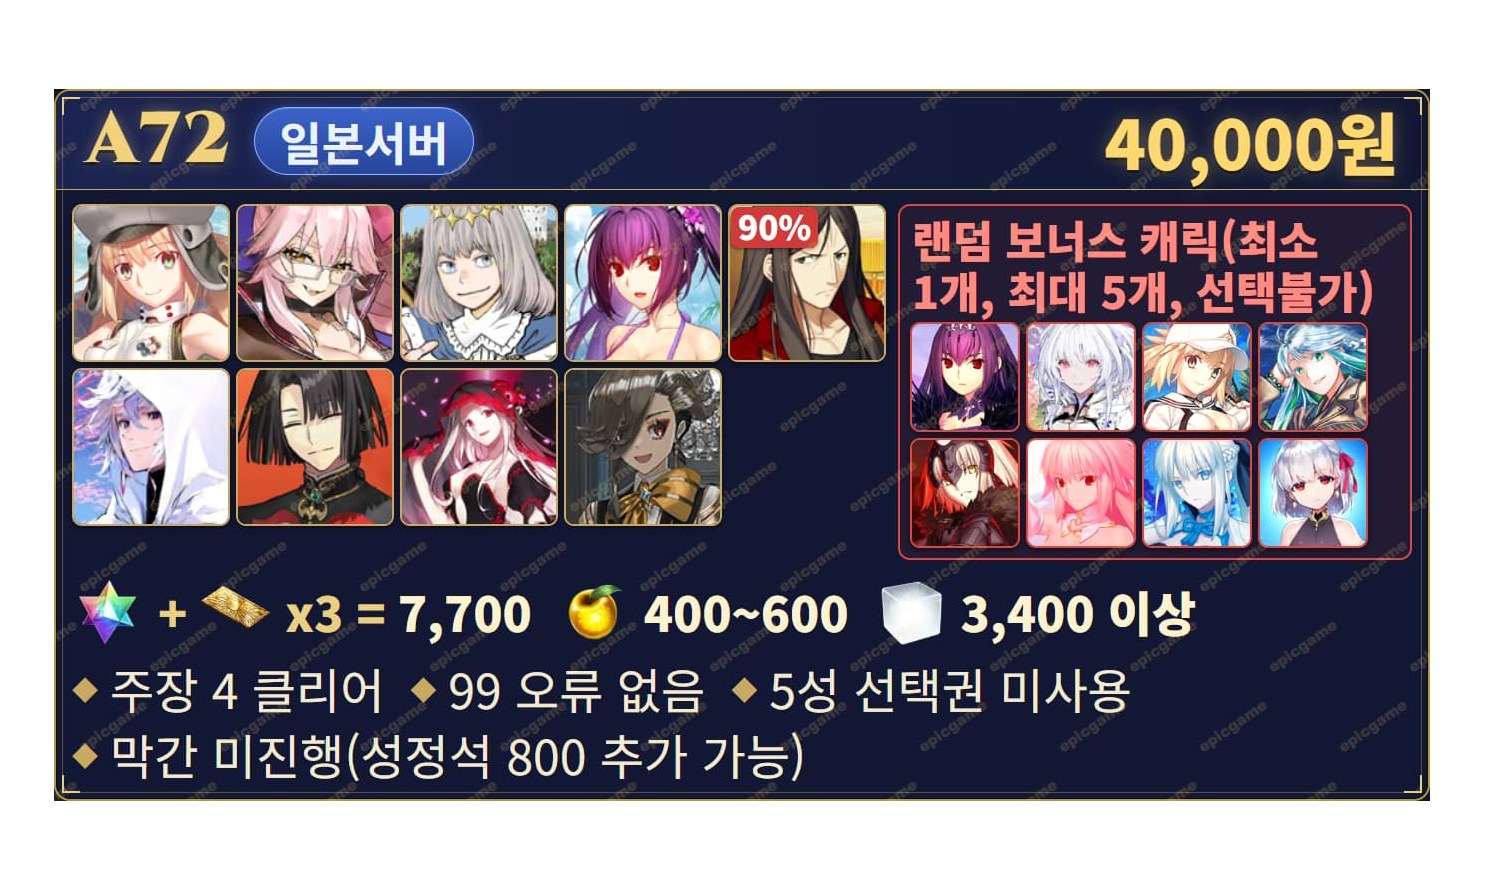 A72 일본서버 40,000원
90%
랜덤 보너스 캐릭(최소
1개, 최대 5개, 선택불가)
+ x3 = 7,700 400~600 3,400 이상
◆ 주장 4 클리어 ◆ 99 오류 없음 ◆ 5성 선택권 미사용
◆ 막간 미진행(성정석 800 추가 가능)
epicgame